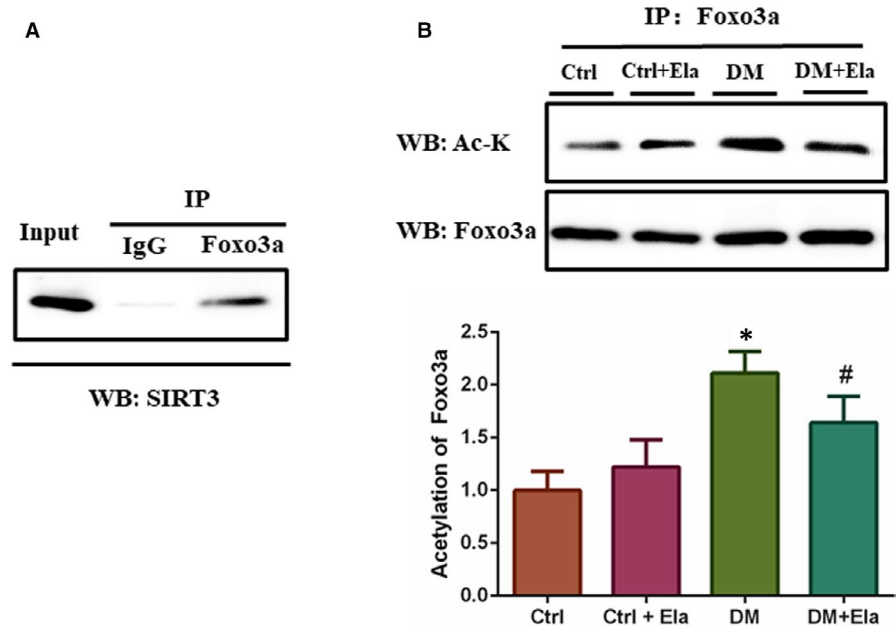 A
IP
Input
IgG Foxo3a
WB: SIRT3
B
IP: Foxo3a
Ctrl Ctrl+Ela DM DM+Ela
WB: Ac-K
WB: Foxo3a
Acetylation of Foxo3a
2.5
2.0
1.5
1.0
0.5
0.0
*
#
Ctrl Ctrl + Ela DM DM+Ela